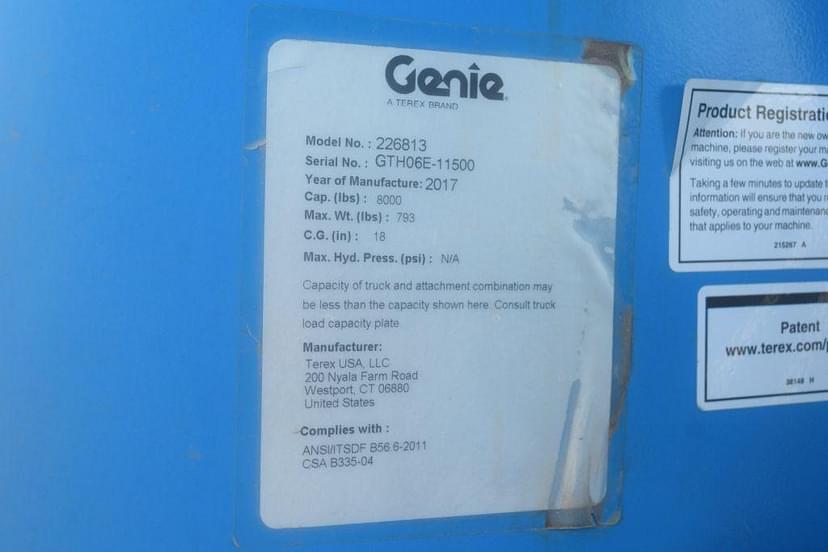 Genie
A TEREX BRAND
Model No. : 226813
Serial No. : GTH06E-11500
Year of Manufacture: 2017
Cap. (lbs) : 8000
Max. Wt. (lbs) : 793
C.G. (in) : 18
Max. Hyd. Press. (psi) : N/A
Capacity of truck and attachment combination may
be less than the capacity shown here. Consult truck
load capacity plate.
Manufacturer:
Terex USA, LLC
200 Nyala Farm Road
Westport, CT 06880
United States
Complies with :
ANSI/ITSDF B56.6-2011
CSA B335-04
Product Registrati
Attention: If you are the new ow
machine, please register your ma
visiting us on the web at www.G
Taking a few minutes to update t
information will ensure that you r
safety, operating and maintenanc
that applies to your machine.
215267 A
Patent
www.terex.com/p
38148 H